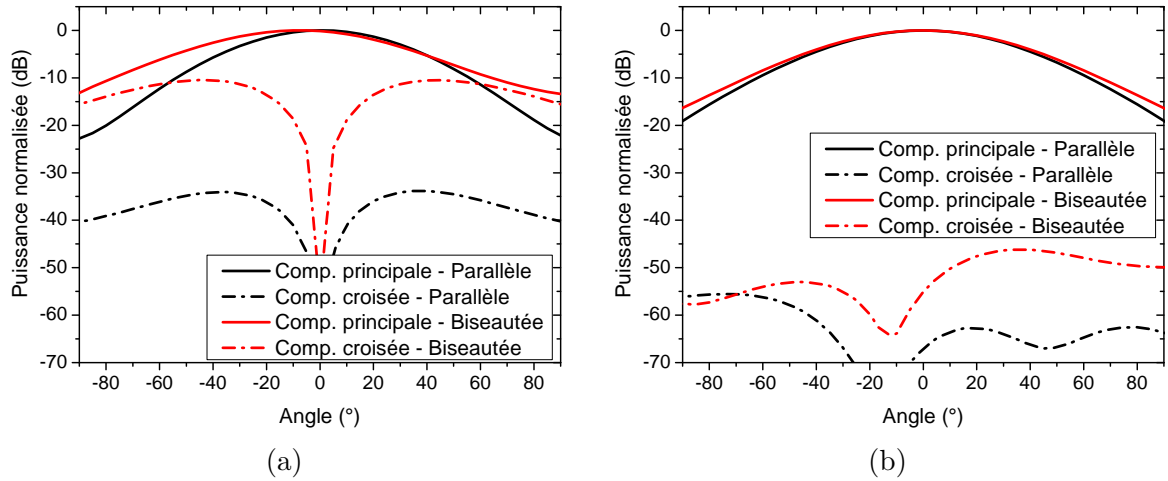 0
-10
-20
-30
-40
-50
-60
-70
Puissance normalisée (dB)
-80 -60 -40 -20 0 20 40 60 80
Angle (°)
Comp. principale - Parallèle
Comp. croisée - Parallèle
Comp. principale - Biseautée
Comp. croisée - Biseautée
(a)
0
-10
-20
-30
-40
-50
-60
-70
Puissance normalisée (dB)
Comp. principale - Parallèle
Comp. croisée - Parallèle
Comp. principale - Biseautée
Comp. croisée - Biseautée
-80 -60 -40 -20 0 20 40 60 80
Angle (°)
(b)